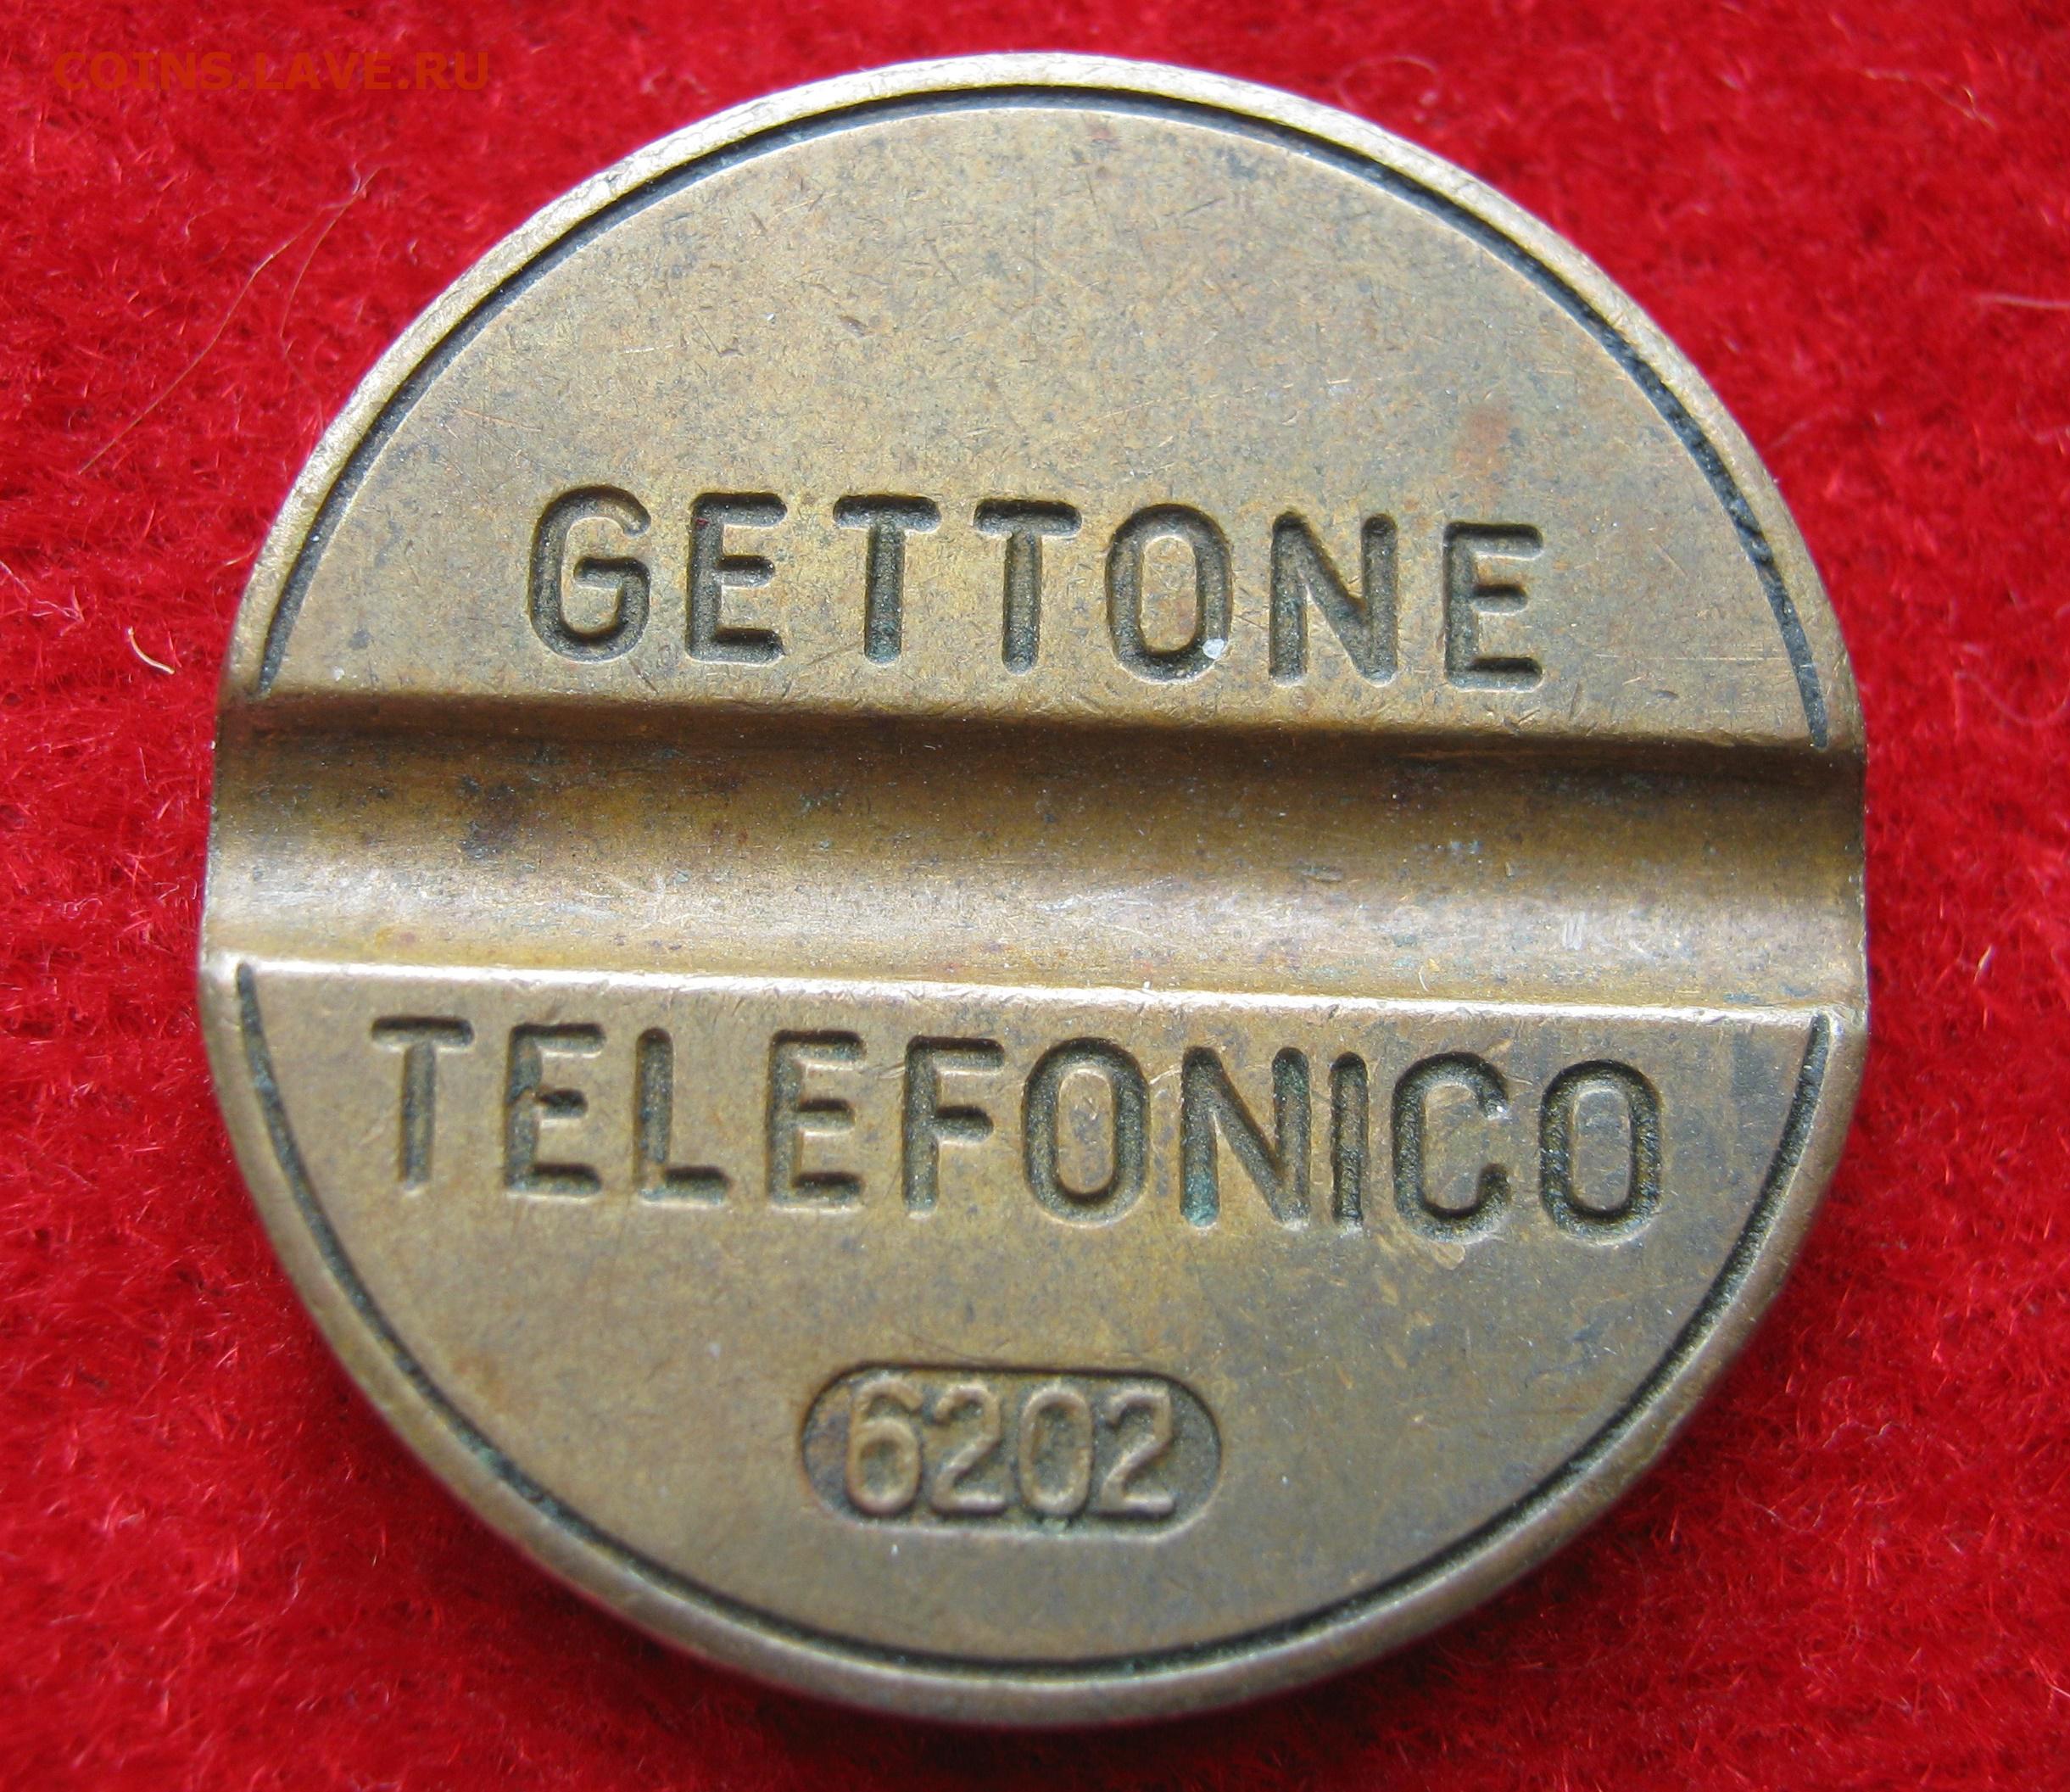 COINS.LAVE.RU
GETTONE
TELEFONICO
6202